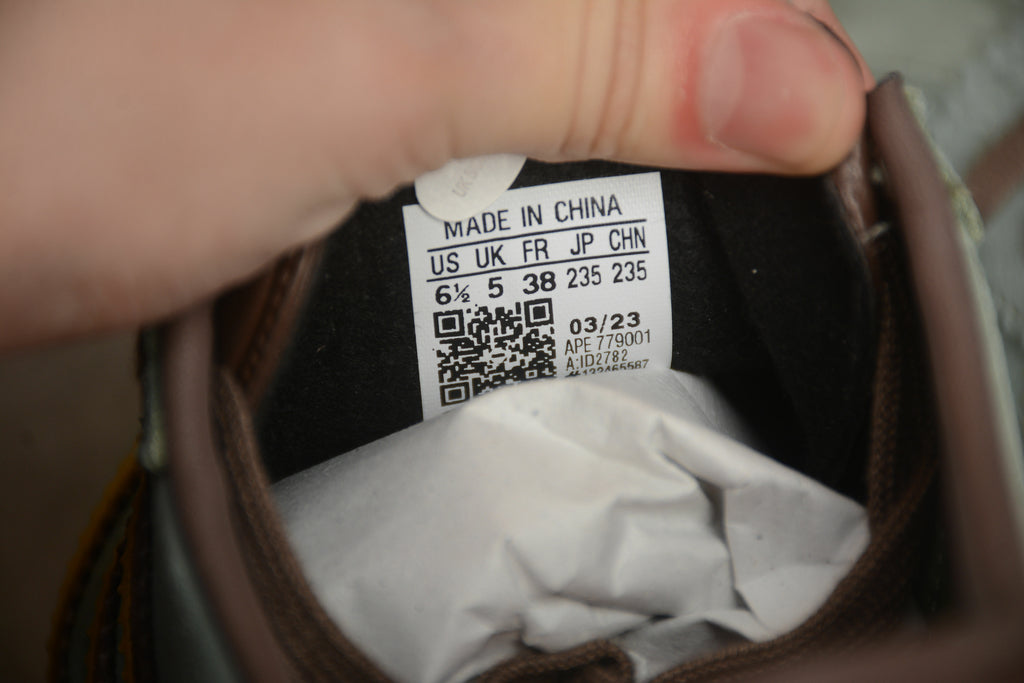 MADE IN CHINA
US UK FR JP CHN
6½ 5 38 235 235
03/23
APE 779001
A:ID2782
#132465587